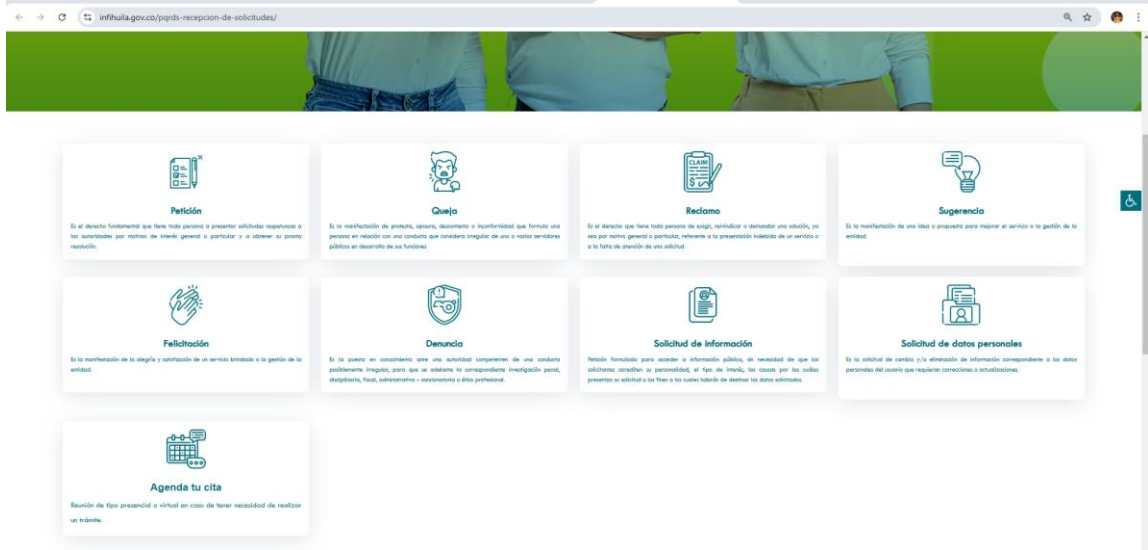 infihuila.gov.co/pqrds-recepcion-de-solicitudes/
Petición
Es el derecho fundamental que tiene toda persona a presentar solicitudes respetuosas a
las autoridades por motivos de interés general o particular y a obtener su pronta
resolución.
Queja
Es la manifestación de protesta, censura, descontento o inconformidad que formula una
persona en relación con una conducta que considera irregular de uno o varios servidores
públicos en desarrollo de sus funciones
CLAIM
$
Reclamo
Es el derecho que tiene toda persona de exigir, reivindicar o demandar una solución, ya
sea por motivo general o particular, referente a la prestación indebida de un servicio o
a la falta de atención de una solicitud.
Sugerencia
Es la manifestación de una idea o propuesta para mejorar el servicio o la gestión de la
entidad.
Felicitación
Es la manifestación de la alegría y satisfacción de un servicio brindado o la gestión de la
entidad.
Denuncia
Es la puesta en conocimiento ante una autoridad de una conducta
posiblemente irregular, para que se adelante la correspondiente investigación penal,
disciplinaria, fiscal, administrativa – sancionatoria o ético profesional.
Solicitud de información
Petición formulada para acceder a información pública, sin necesidad de que los
solicitantes acrediten su personalidad, el tipo de interés, las causas por las cuáles
presentan su solicitud o los fines a los cuales habrán de destinar los datos solicitados
Solicitud de datos personales
Es la solicitud de cambio y/o eliminación de información correspondiente a los datos
personales del usuario que requieran correcciones o actualizaciones.
Agenda tu cita
Reunión de tipo presencial o virtual en caso de tener necesidad de realizar
un trámite.